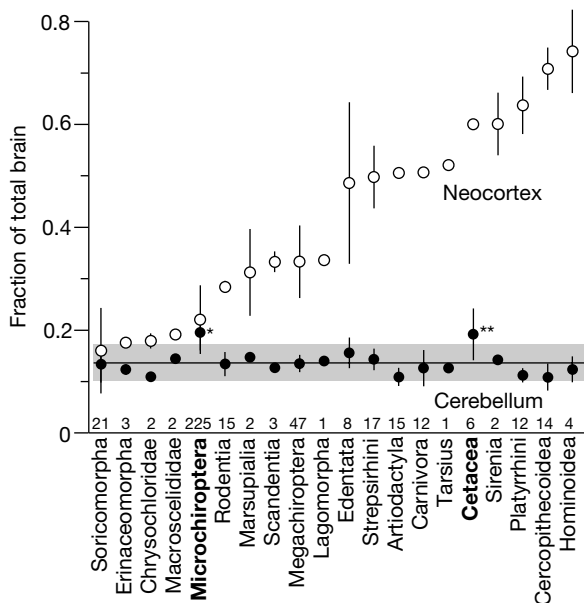 0.8
0.6
0.4
0.2
0
Fraction of total brain
Neocortex
*
**
Cerebellum
21 3 2 2 225 15 2 3 47 1 8 17 15 12 1 6 2 12 14 4
Soricomorpha
Erinaceomorpha
Chrysochloridae
Macroscelididae
Microchiroptera
Rodentia
Marsupialia
Scandentia
Megachiroptera
Lagomorpha
Edentata
Strepsirhini
Artiodactyla
Carnivora
Tarsius
Cetacea
Sirenia
Platyrrhini
Cercopithecoidea
Hominoidea